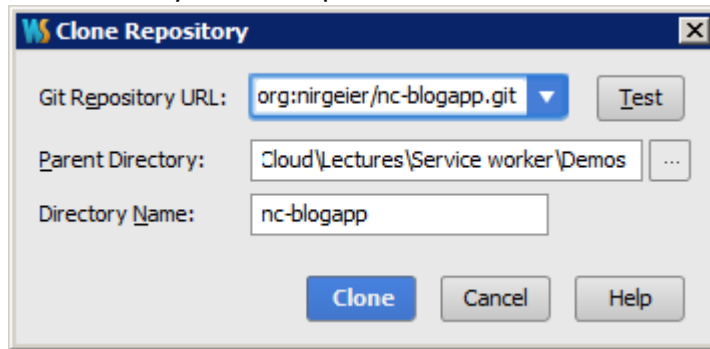 Clone Repository
Git Repository URL: org:nirgeier/nc-blogapp.git Test
Parent Directory: Cloud\Lectures\Service worker\Demos ...
Directory Name: nc-blogapp
Clone Cancel Help